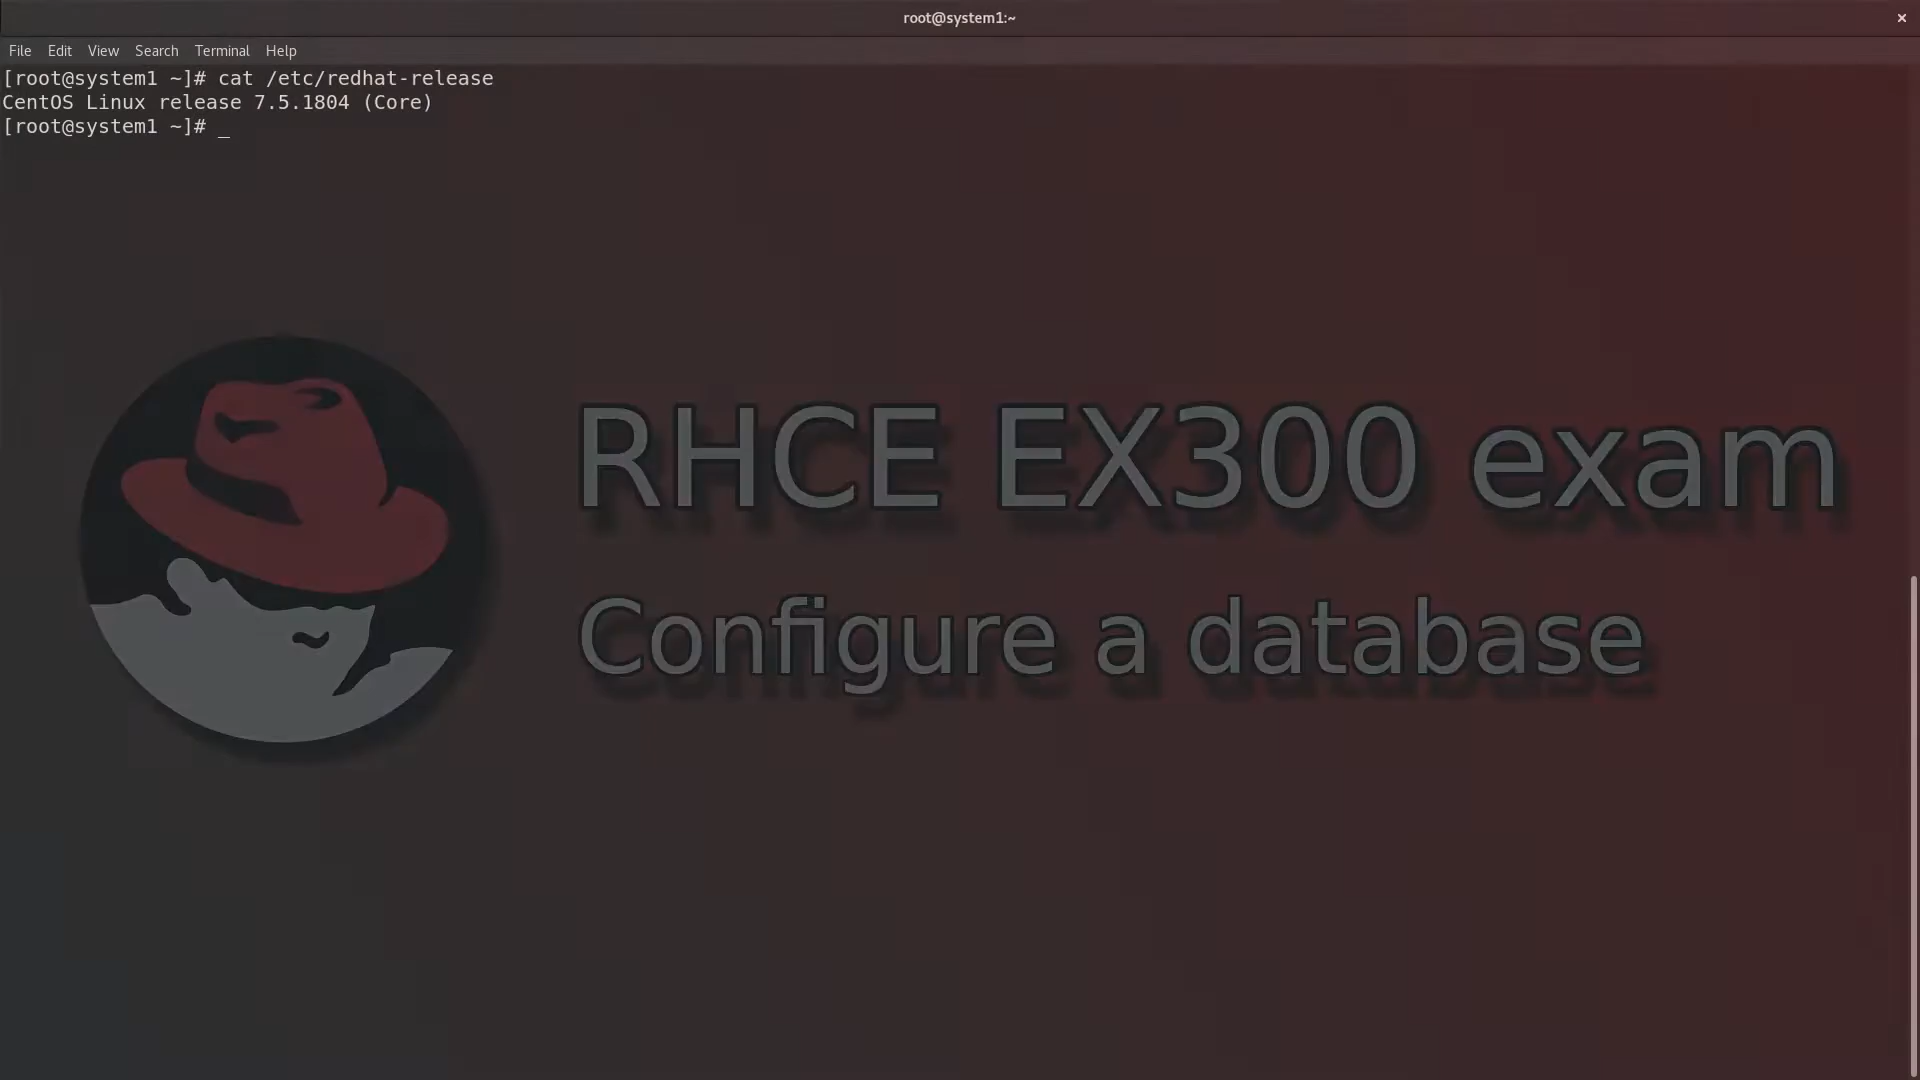 root@system1:~
File Edit View Search Terminal Help
[root@system1 ~]# cat /etc/redhat-release
CentOS Linux release 7.5.1804 (Core)
[root@system1 ~]# _
RHCE EX300 exam
Configure a database